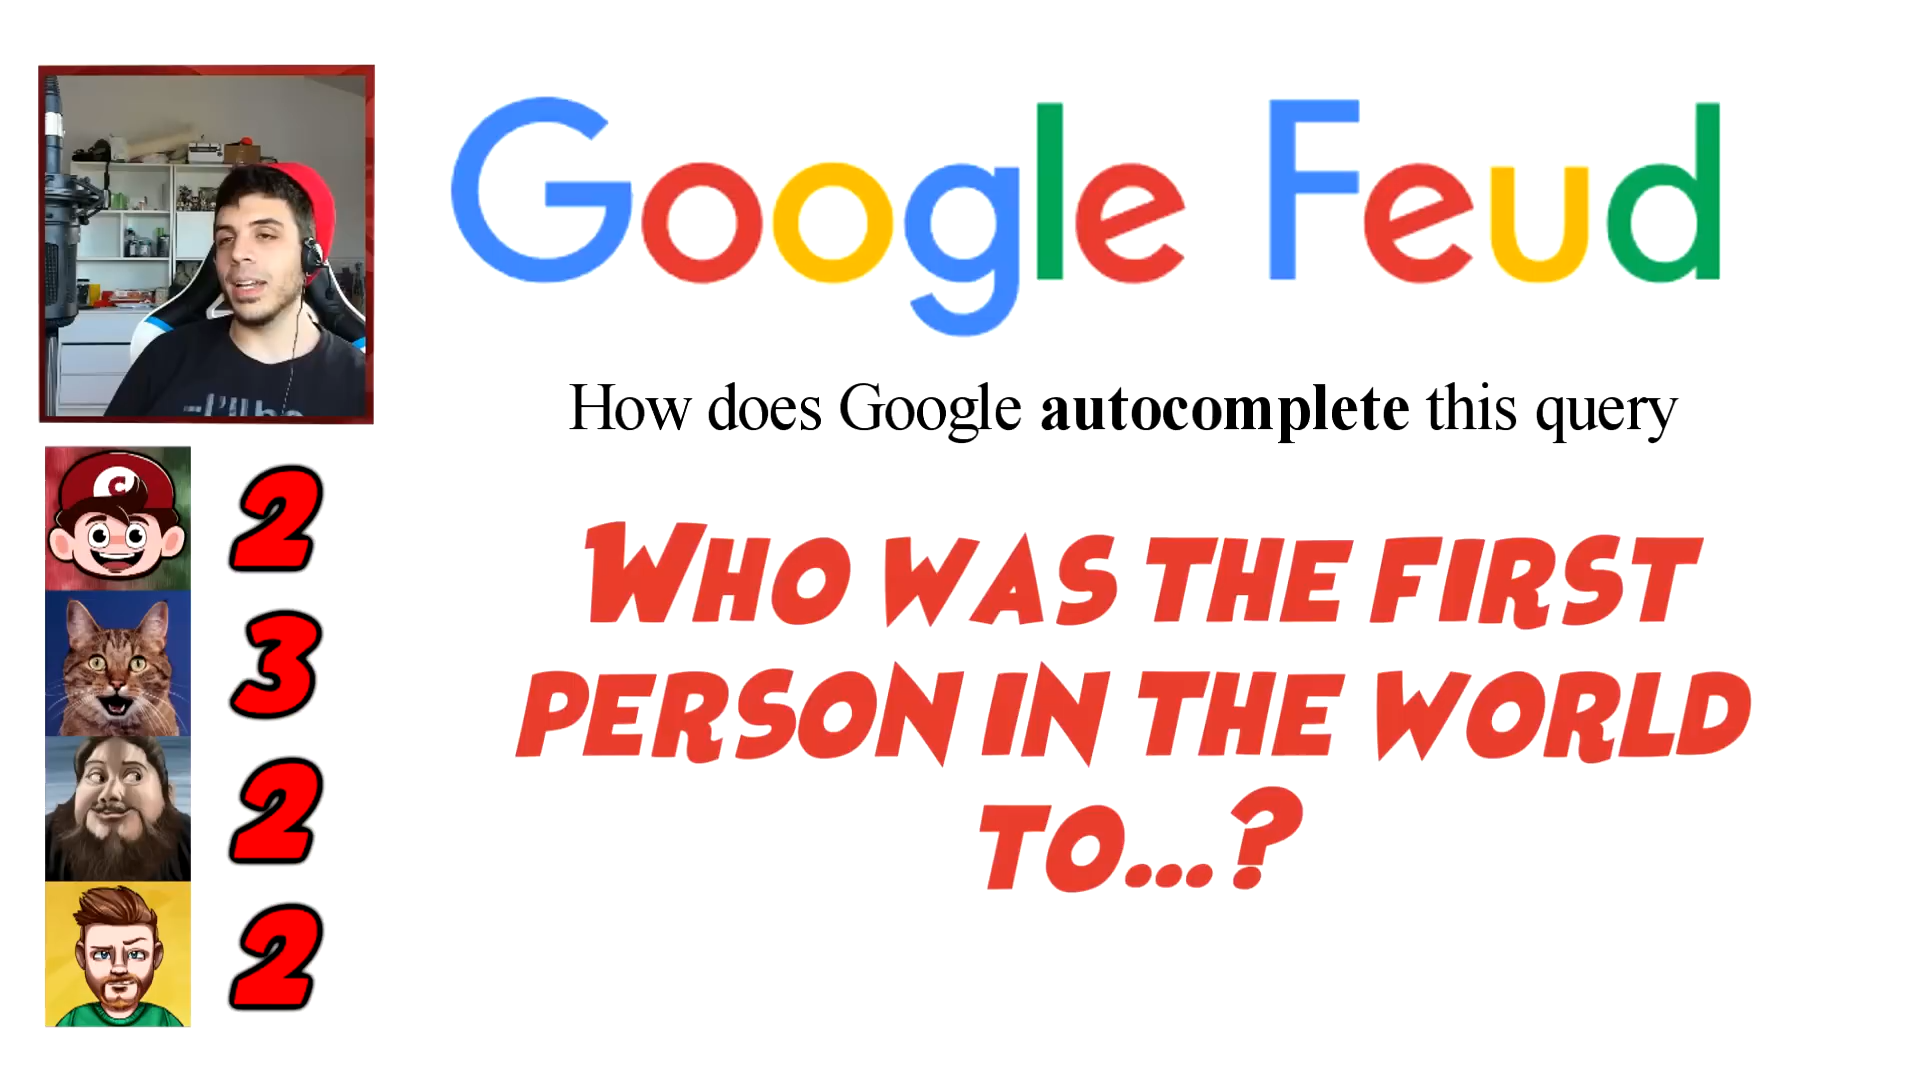 Google Feud
How does Google autocomplete this query
2
3
2
2
WHO WAS THE FIRST
PERSON IN THE WORLD
TO...?
C